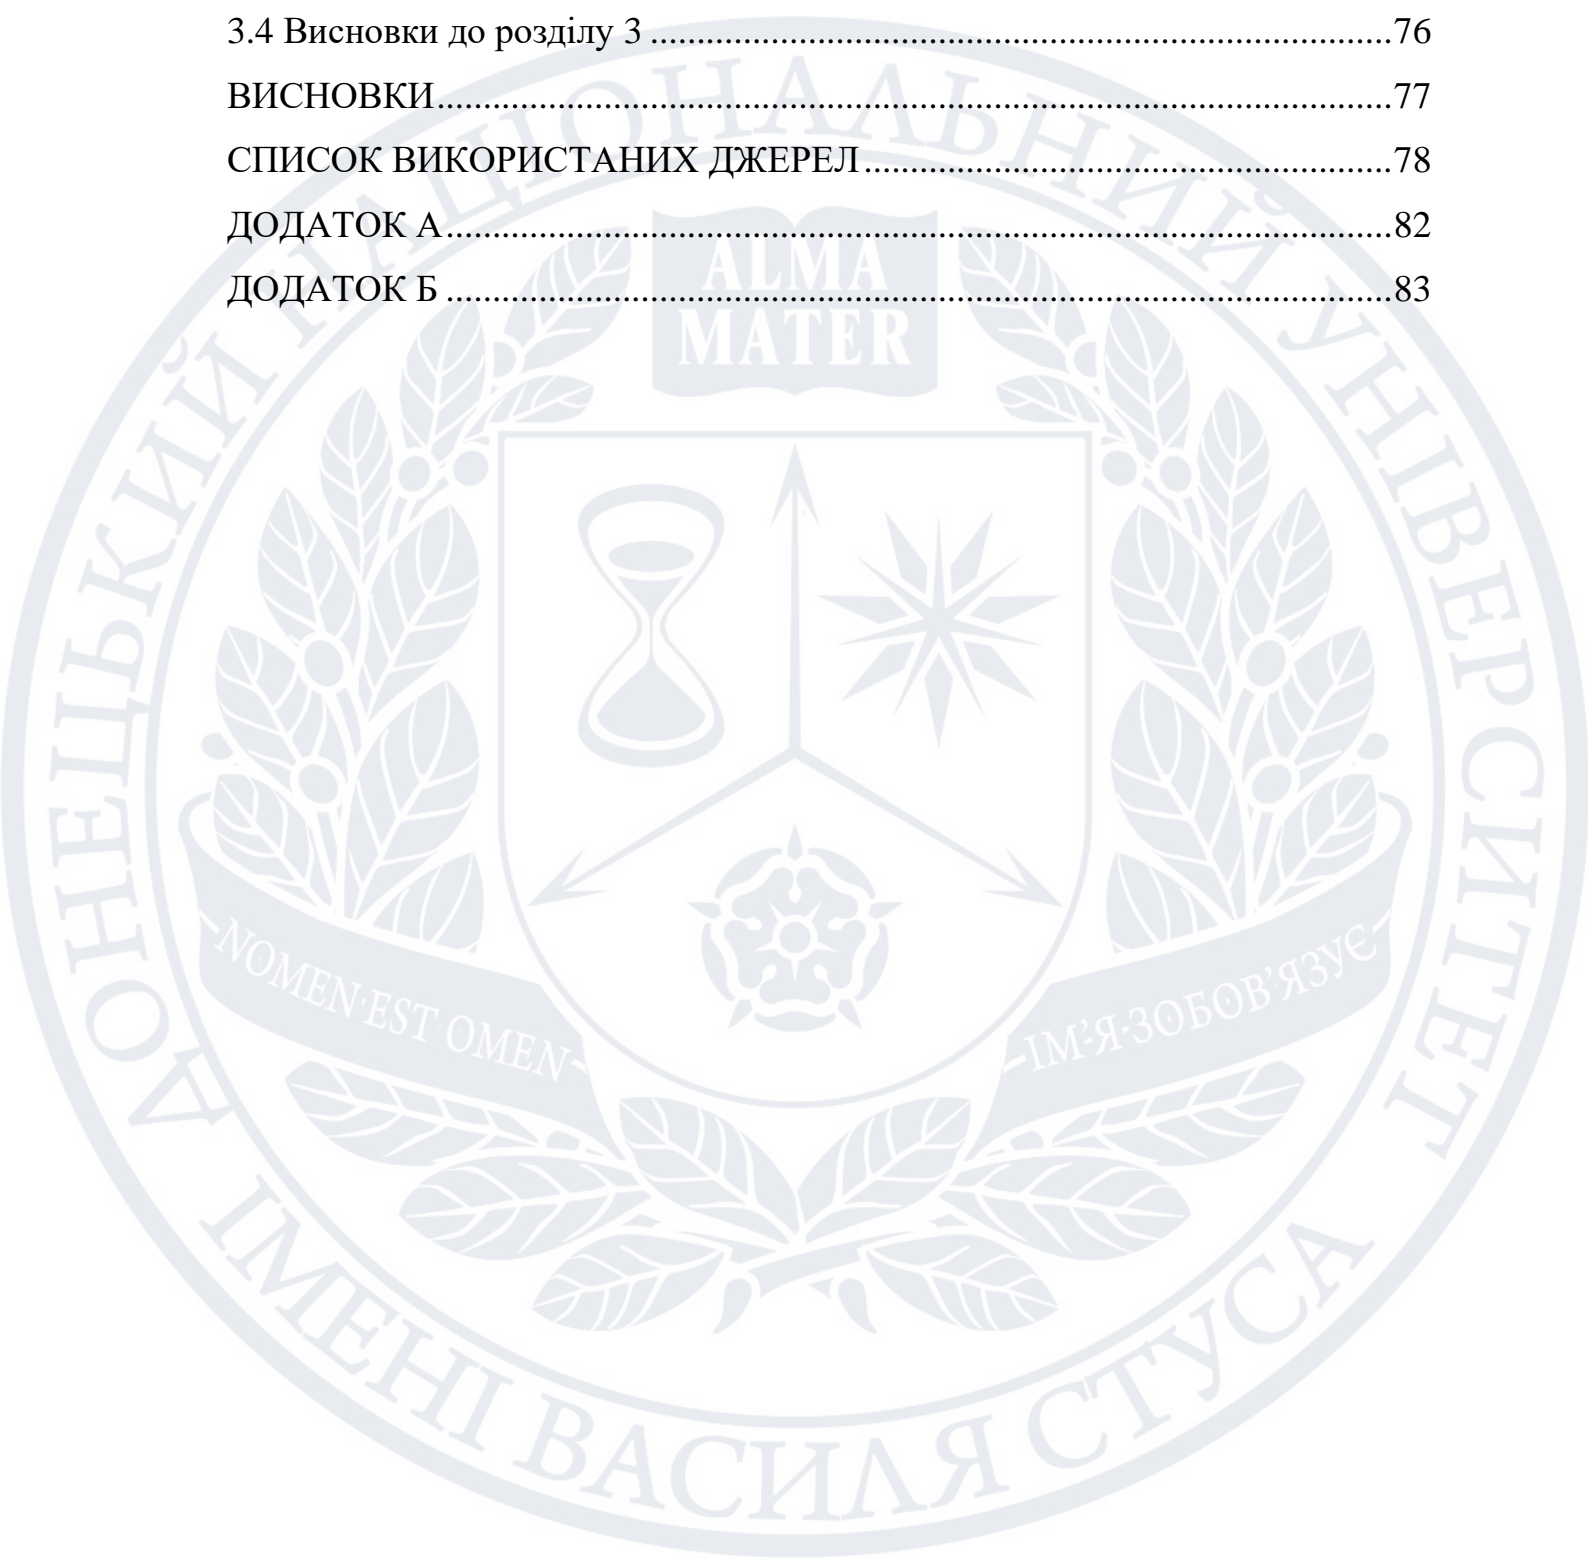 3.4 Висновки до розділу 3 ........ 76
ВИСНОВКИ ........ 77
СПИСОК ВИКОРИСТАНИХ ДЖЕРЕЛ ........ 78
ДОДАТОК А ........ 82
ДОДАТОК Б ........ 83
ДОНЕЦЬКИЙ НАЦІОНАЛЬНИЙ УНІВЕРСИТЕТ
ІМЕНІ ВАСИЛЯ СТУСА
ALMA
MATER
NOMEN·EST·OMEN
ІМ'Я·ЗОБОВ'ЯЗУЄ